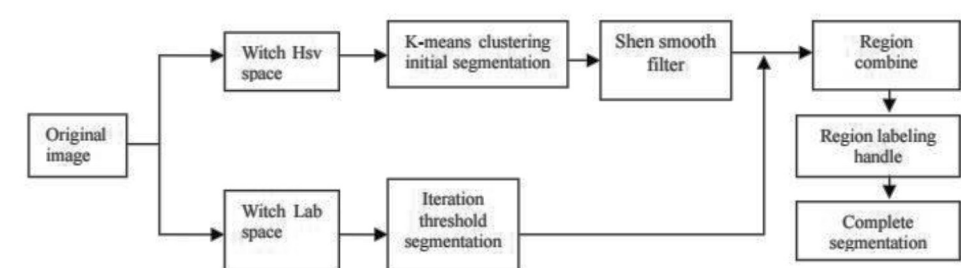 Original
image
Witch Hsv
space
K-means clustering
initial segmentation
Shen smooth
filter
Region
combine
Region labeling
handle
Complete
segmentation
Witch Lab
space
Iteration
threshold
segmentation